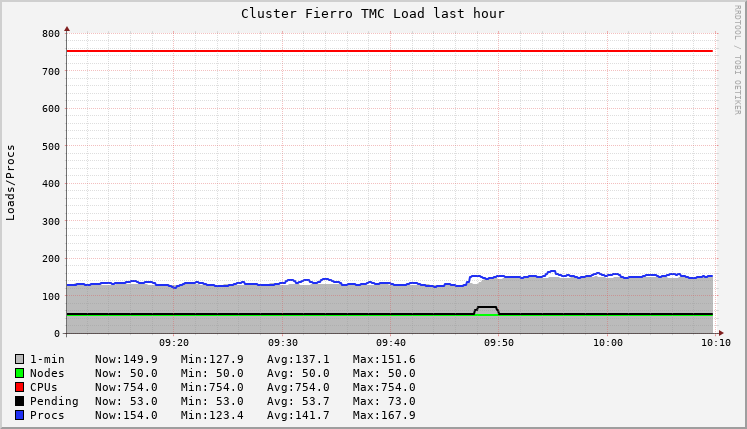 Cluster Fierro TMC Load last hour
RRDTOOL / TOBI OETIKER
Loads/Procs
800
700
600
500
400
300
200
100
0
09:20 09:30 09:40 09:50 10:00 10:10
1-min Now:149.9 Min:127.9 Avg:137.1 Max:151.6
Nodes Now: 50.0 Min: 50.0 Avg: 50.0 Max: 50.0
CPUs Now:754.0 Min:754.0 Avg:754.0 Max:754.0
Pending Now: 53.0 Min: 53.0 Avg: 53.7 Max: 73.0
Procs Now:154.0 Min:123.4 Avg:141.7 Max:167.9